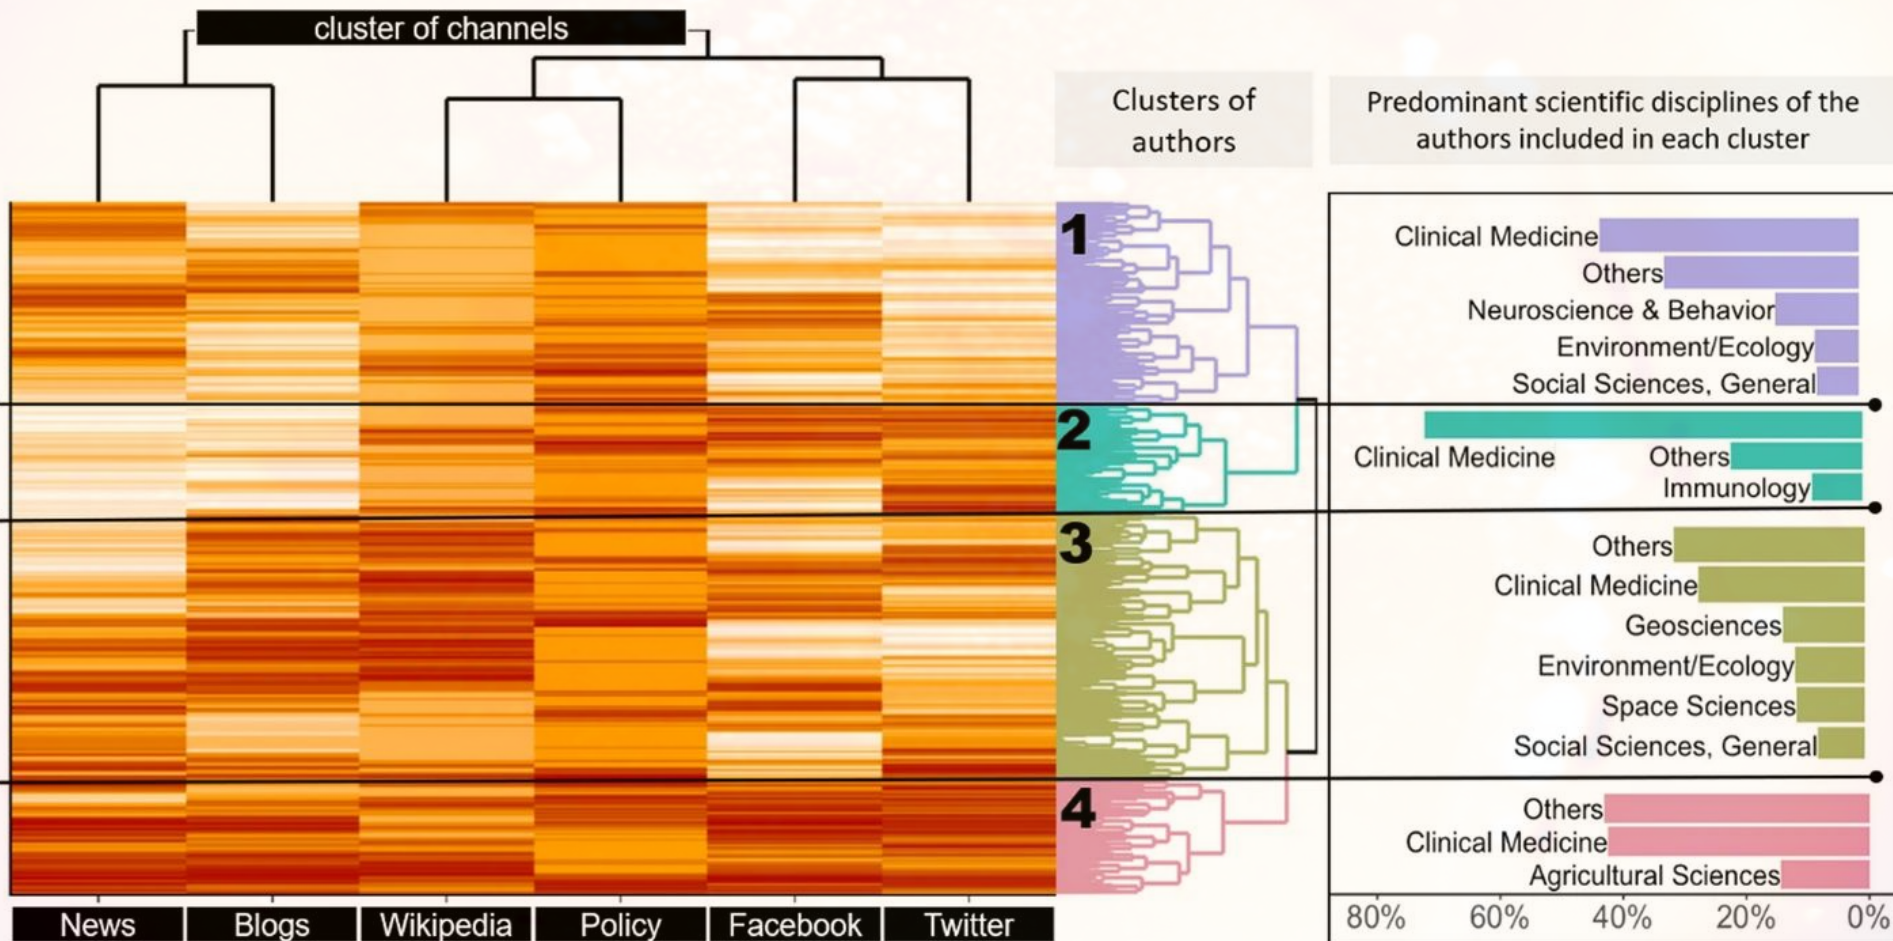 cluster of channels
Clusters of
authors
Predominant scientific disciplines of the
authors included in each cluster
1
Clinical Medicine
Others
Neuroscience & Behavior
Environment/Ecology
Social Sciences, General
2
Clinical Medicine
Others
Immunology
3
Others
Clinical Medicine
Geosciences
Environment/Ecology
Space Sciences
Social Sciences, General
4
Others
Clinical Medicine
Agricultural Sciences
80% 60% 40% 20% 0%
News Blogs Wikipedia Policy Facebook Twitter